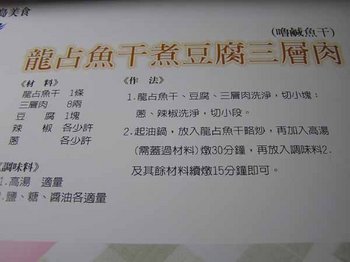 島美食
(嚕鹹魚干)
龍占魚干煮豆腐三層肉
《材 料》
龍占魚干 1條
三層肉 8兩
豆 腐 1塊
辣 椒 各少許
蔥 各少許
《調味料》
1.高湯 適量
2.鹽、糖、醬油各適量
《作 法》
1.龍占魚干、豆腐、三層肉洗淨,切小塊;
蔥、辣椒洗淨,切小段。
2.起油鍋,放入龍占魚干略炒,再加入高湯
(需蓋過材料)燉30分鐘,再放入調味料2.
及其餘材料續燉15分鐘即可。